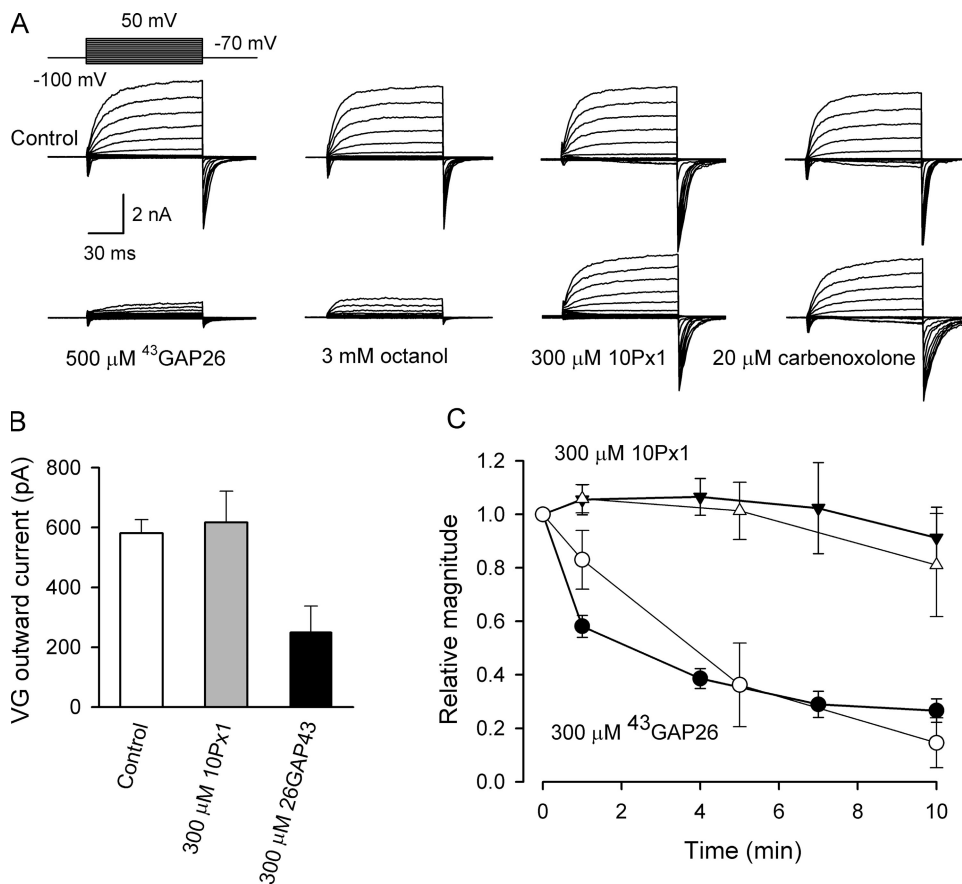 A
50 mV
-70 mV
-100 mV
Control
2 nA
30 ms
500 μM ⁴³GAP26
3 mM octanol
300 μM 10Px1
20 μM carbenoxolone
B
VG outward current (pA)
800
600
400
200
0
Control
300 μM 10Px1
300 μM 26GAP43
C
300 μM 10Px1
Relative magnitude
1.2
1.0
0.8
0.6
0.4
0.2
0.0
300 μM ⁴³GAP26
0 2 4 6 8 10
Time (min)